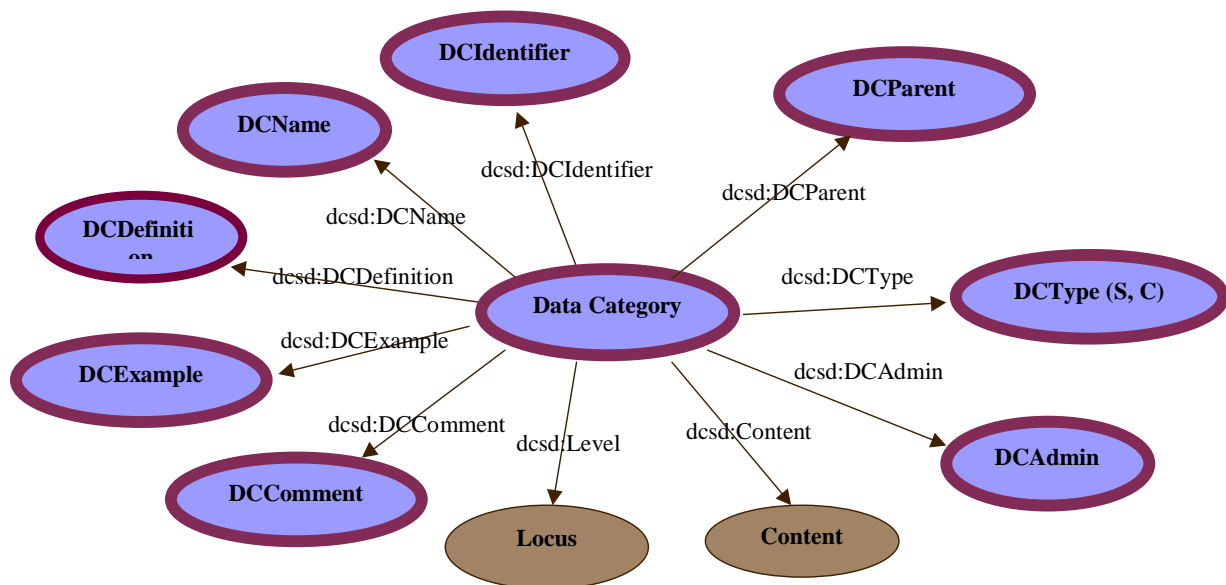 DCIdentifier
DCParent
DCName
dcsd:DCIdentifier
dcsd:DCParent
dcsd:DCName
DCDefiniti
on
dcsd:DCDefinition
dcsd:DCType
DCType (S, C)
Data Category
dcsd:DCExample
DCExample
dcsd:DCAdmin
dcsd:DCComment
dcsd:Level
dcsd:Content
DCAdmin
DCComment
Locus
Content